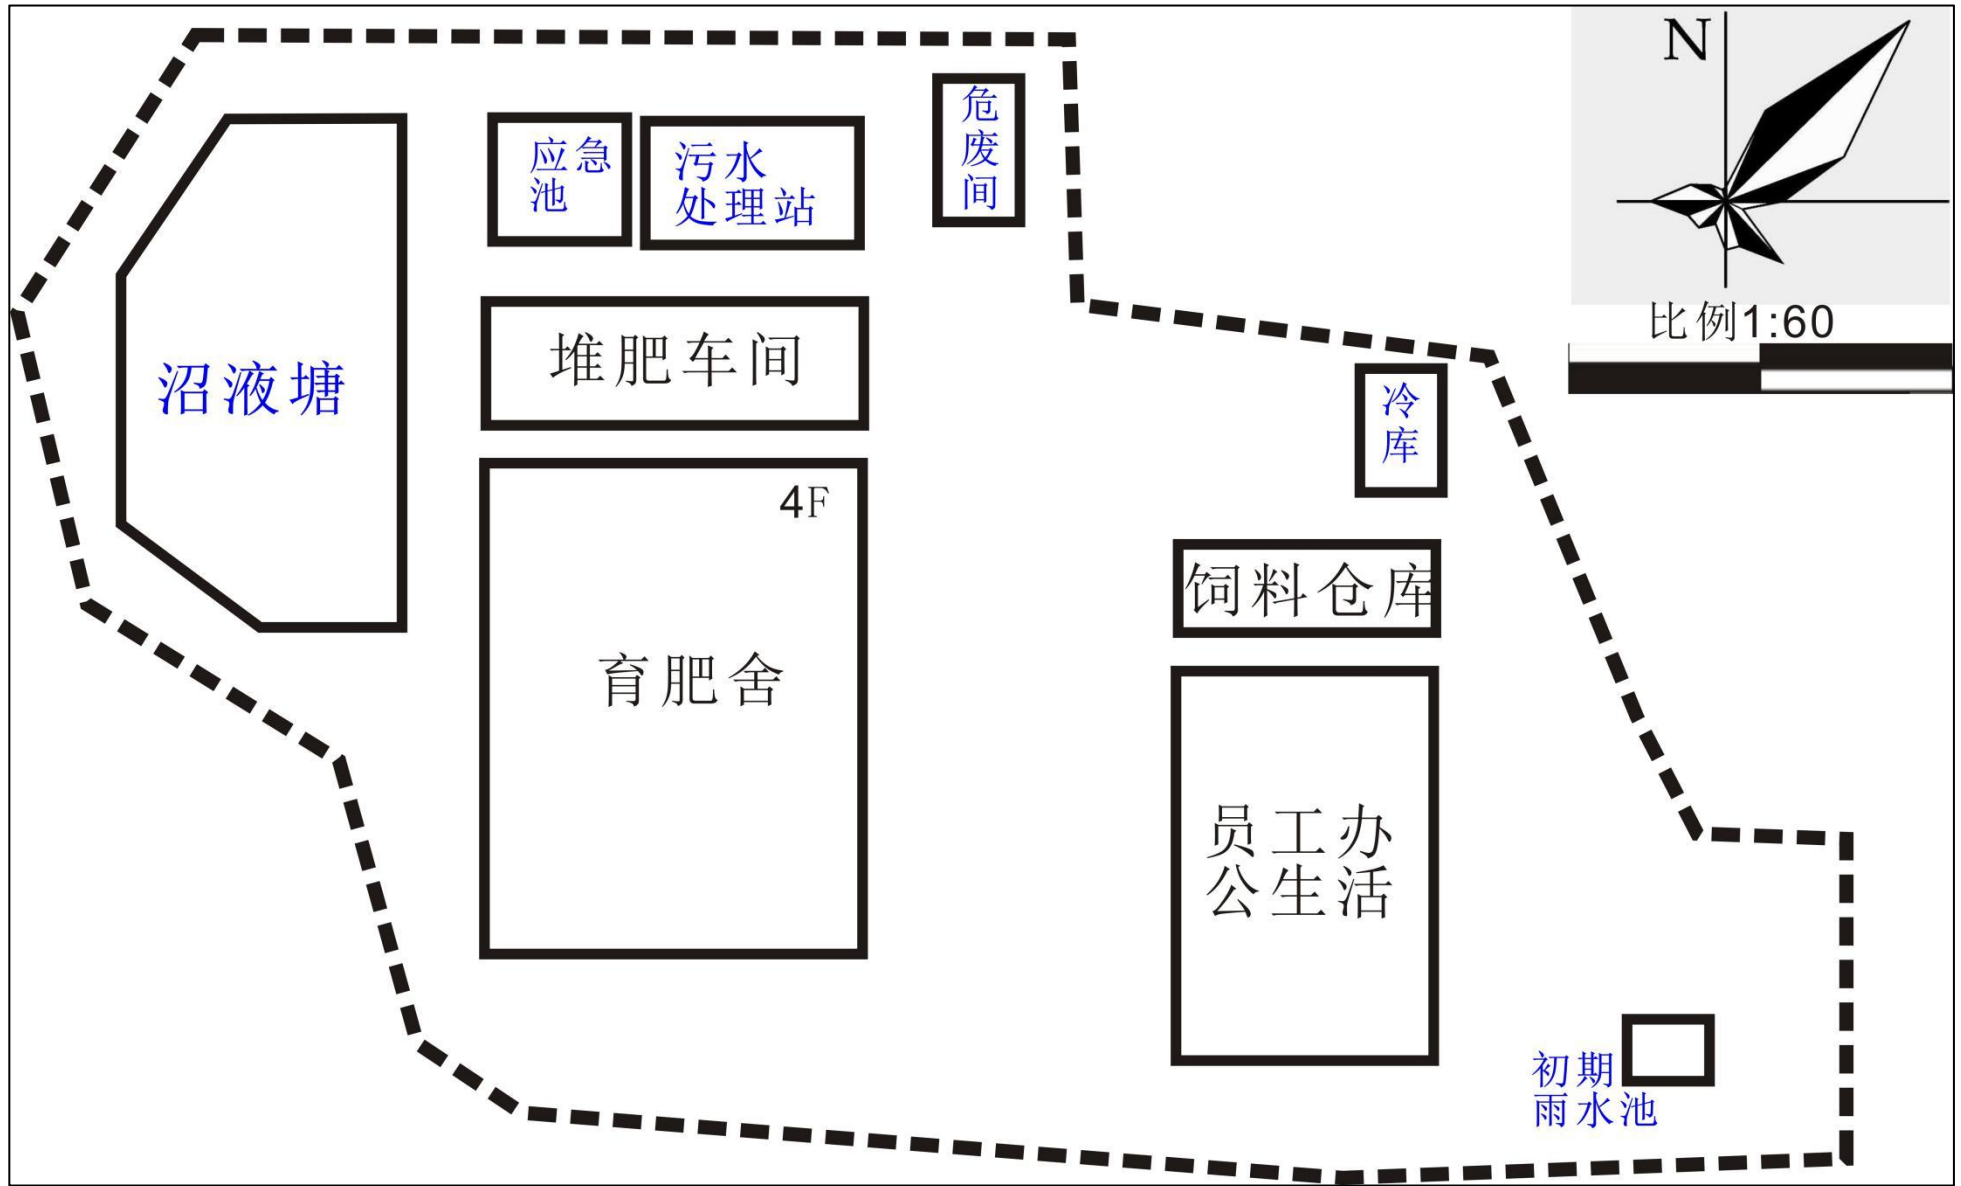 N
比例1:60
危废间
应急
池
污水
处理站
堆肥车间
沼液塘
冷库
4F
饲料仓库
育肥舍
员工办
公生活
初期
雨水池